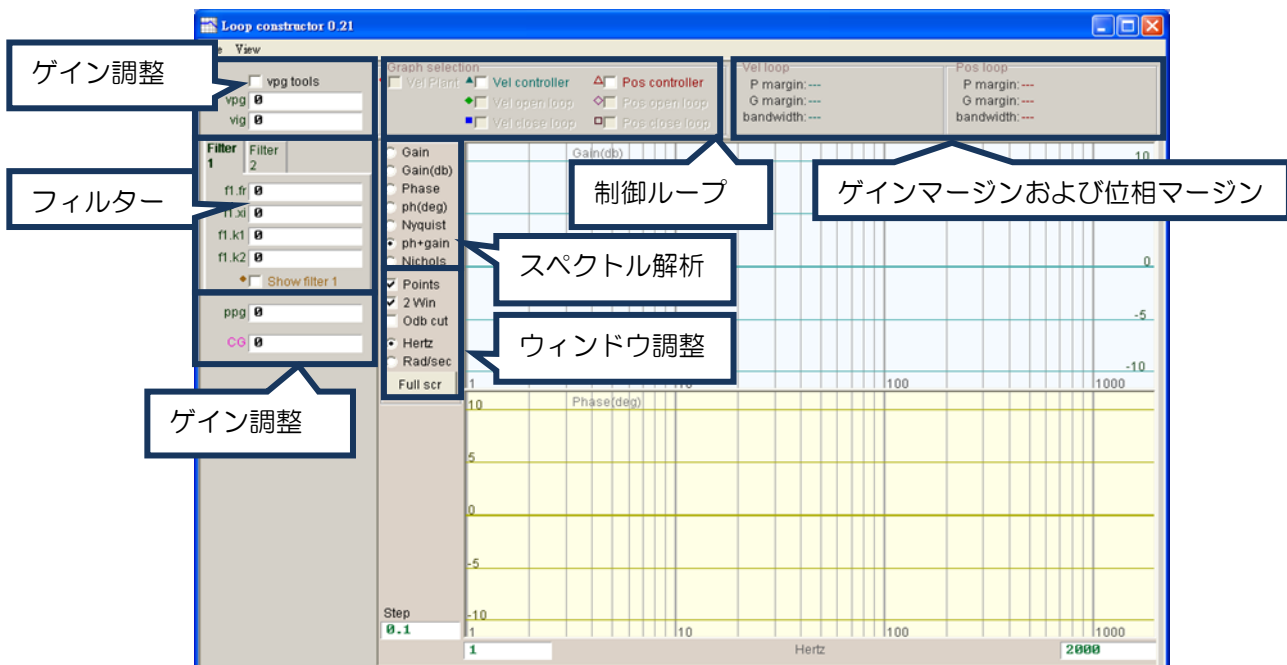 Loop constructor 0.21
View
ゲイン調整
vpg tools
vpg 0
vig 0
Graph selection
Vel Plant
Vel controller
Pos controller
Vel open loop
Pos open loop
Vel close loop
Pos close loop
Vel loop
P margin:---
G margin:---
bandwidth:---
Pos loop
P margin:---
G margin:---
bandwidth:---
制御ループ
ゲインマージンおよび位相マージン
Filter 1
Filter 2
フィルター
f1.fr 0
f1.xi 0
f1.k1 0
f1.k2 0
Show filter 1
ppg 0
CG 0
ゲイン調整
Gain
Gain(db)
Phase
ph(deg)
Nyquist
ph+gain
Nichols
スペクトル解析
Points
2 Win
Odb cut
Hertz
Rad/sec
Full scr
ウィンドウ調整
Gain(db)
10
0
-5
-10
1
100
1000
Phase(deg)
10
5
0
-5
-10
1
10
100
1000
Step
0.1
1
Hertz
2000